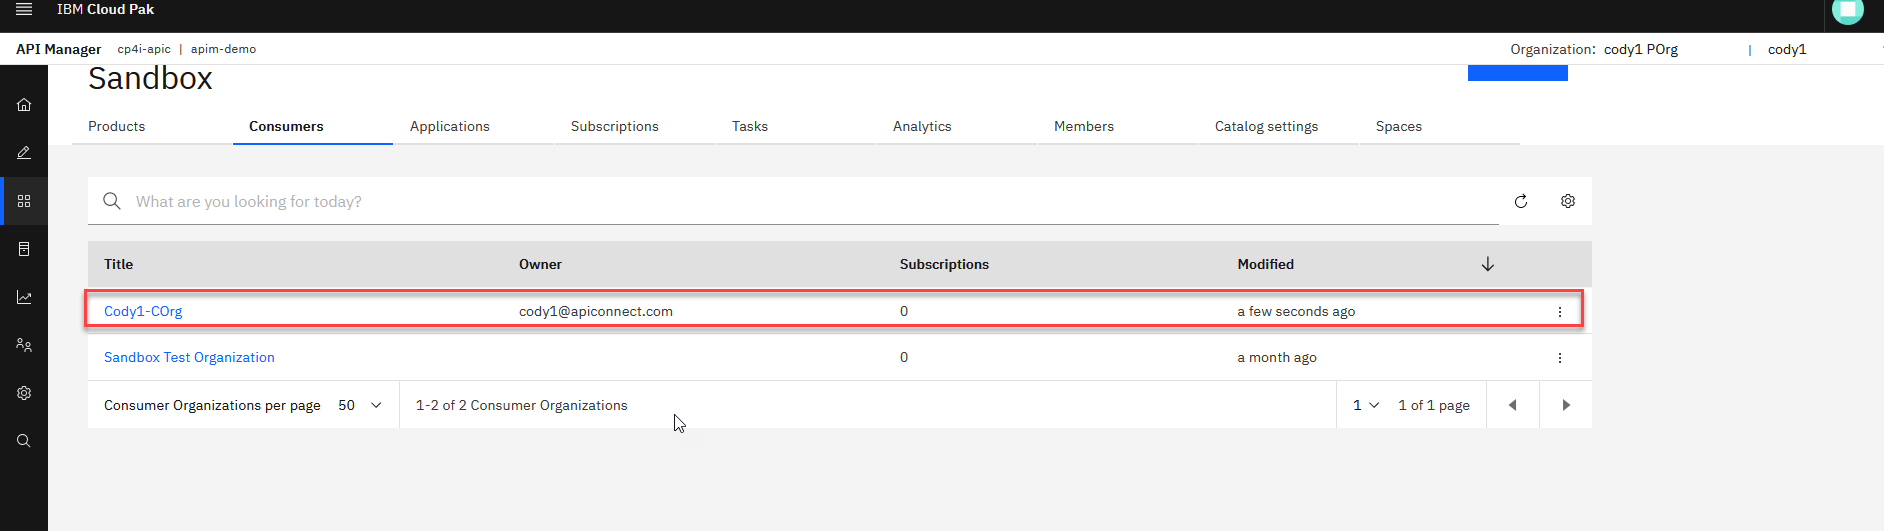 IBM Cloud Pak
API Manager cp4i-apic | apim-demo Organization: cody1 POrg | cody1
Sandbox
Products Consumers Applications Subscriptions Tasks Analytics Members Catalog settings Spaces
What are you looking for today?
Title Owner Subscriptions Modified
Cody1-COrg cody1@apiconnect.com 0 a few seconds ago
Sandbox Test Organization 0 a month ago
Consumer Organizations per page 50 1-2 of 2 Consumer Organizations 1 1 of 1 page